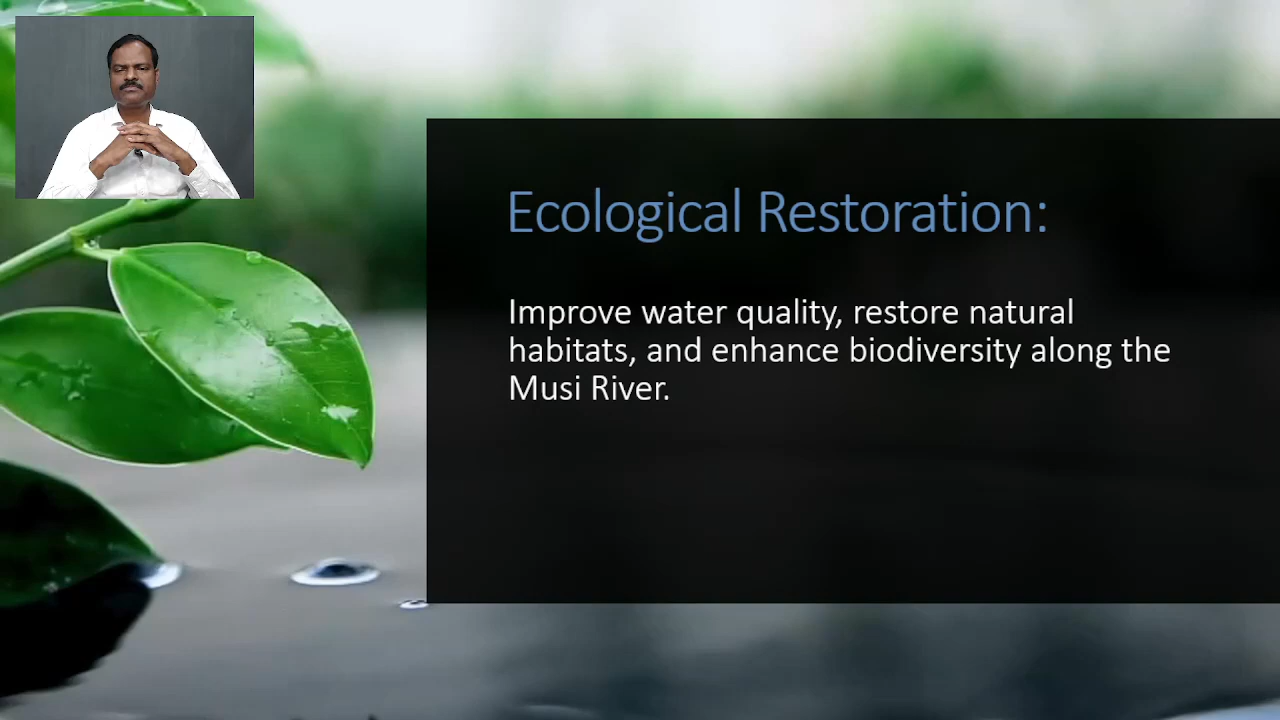 Ecological Restoration:
Improve water quality, restore natural
habitats, and enhance biodiversity along the
Musi River.